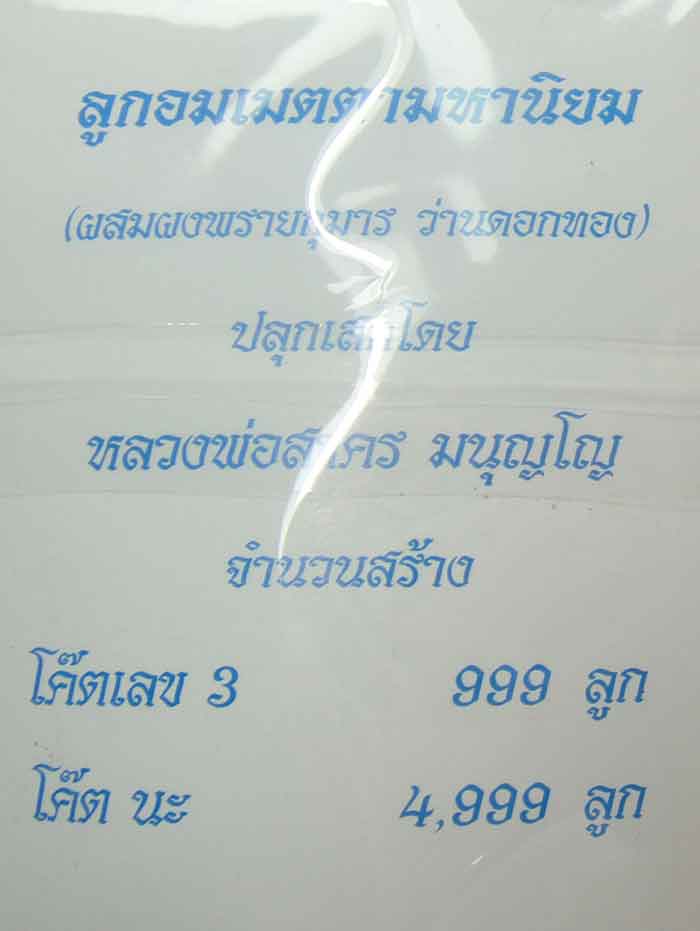 ลูกอมเมตตามหานิยม
(ผสมผงพรายกุมาร ว่านดอกทอง)
ปลุกเสกโดย
หลวงพ่อสาคร มนุญโญ
จำนวนสร้าง
โค๊ตเลข 3 999 ลูก
โค๊ต นะ 4,999 ลูก